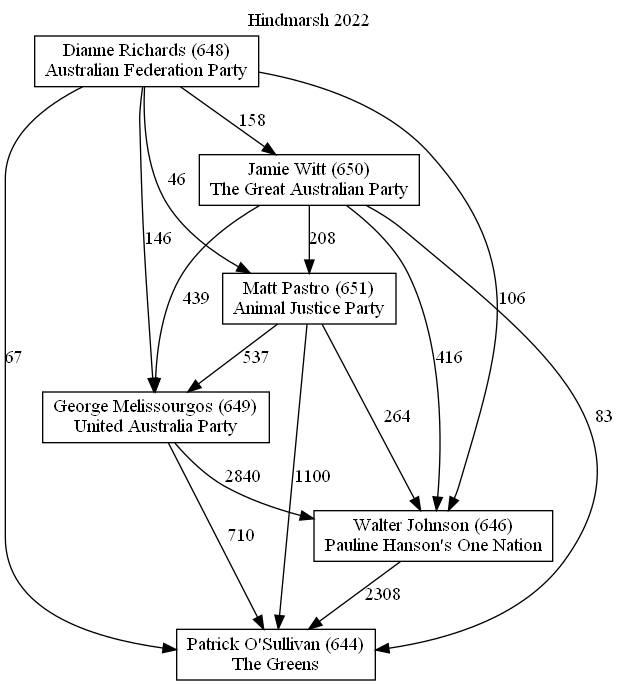 Hindmarsh 2022
Dianne Richards (648)
Australian Federation Party
158
Jamie Witt (650)
The Great Australian Party
46
146
208
439
Matt Pastro (651)
Animal Justice Party
106
67
537
416
George Melissourgos (649)
United Australia Party
264
83
2840
1100
Walter Johnson (646)
Pauline Hanson's One Nation
710
2308
Patrick O'Sullivan (644)
The Greens